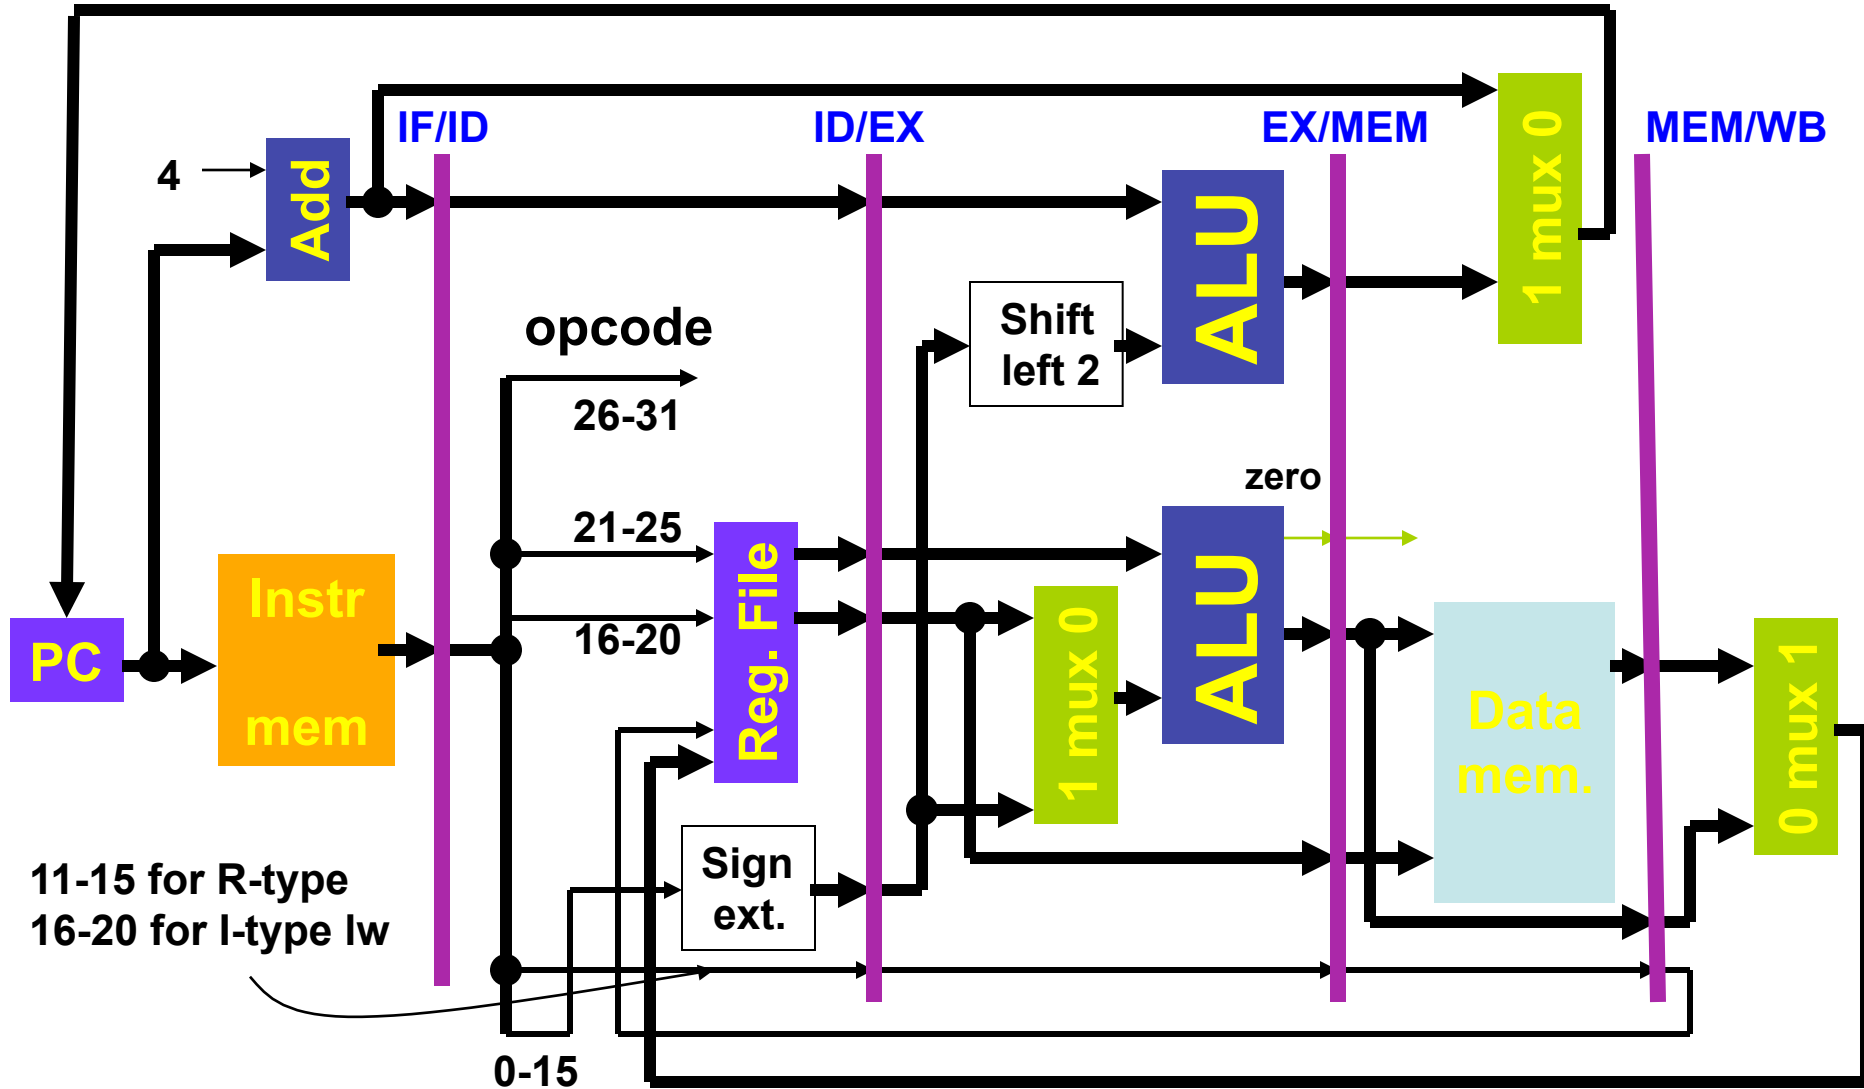 IF/ID
ID/EX
EX/MEM
MEM/WB
4
Add
ALU
1 mux 0
opcode
26-31
Shift
left 2
zero
21-25
16-20
Reg. File
Instr
mem
PC
1 mux 0
ALU
Data
mem.
0 mux 1
Sign
ext.
11-15 for R-type
16-20 for I-type lw
0-15